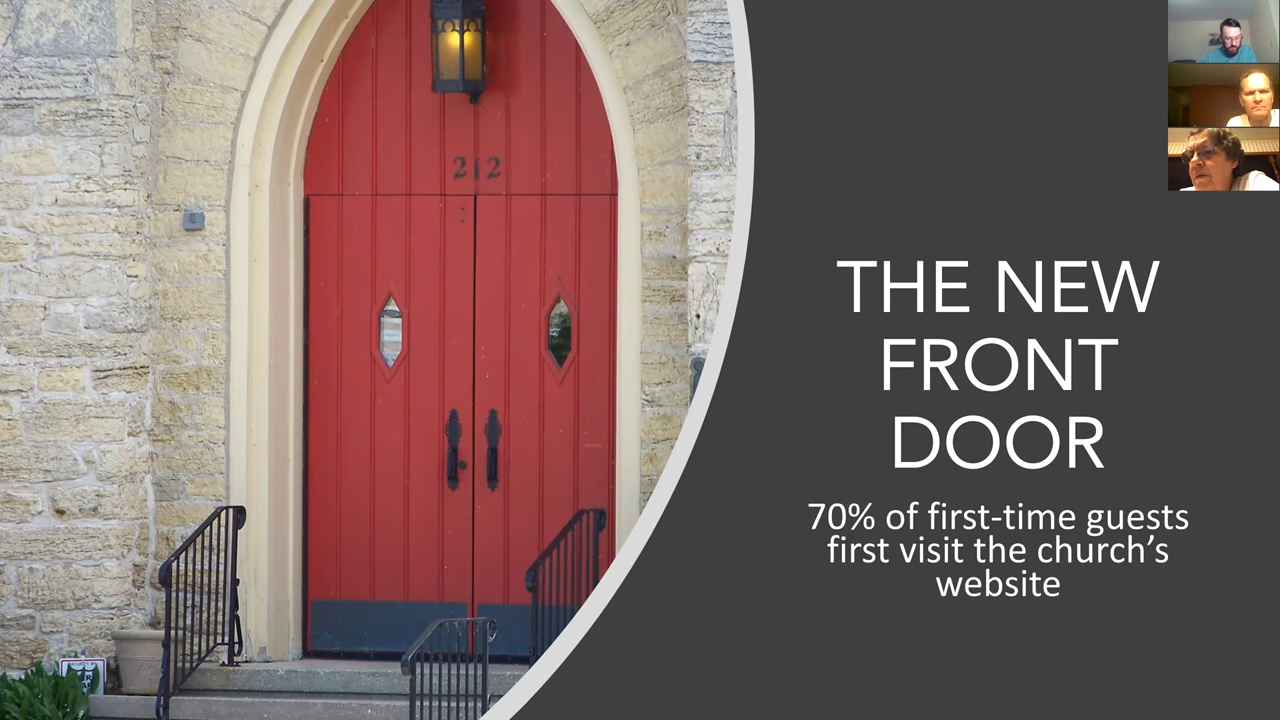 212
THE NEW
FRONT
DOOR
70% of first-time guests
first visit the church’s
website